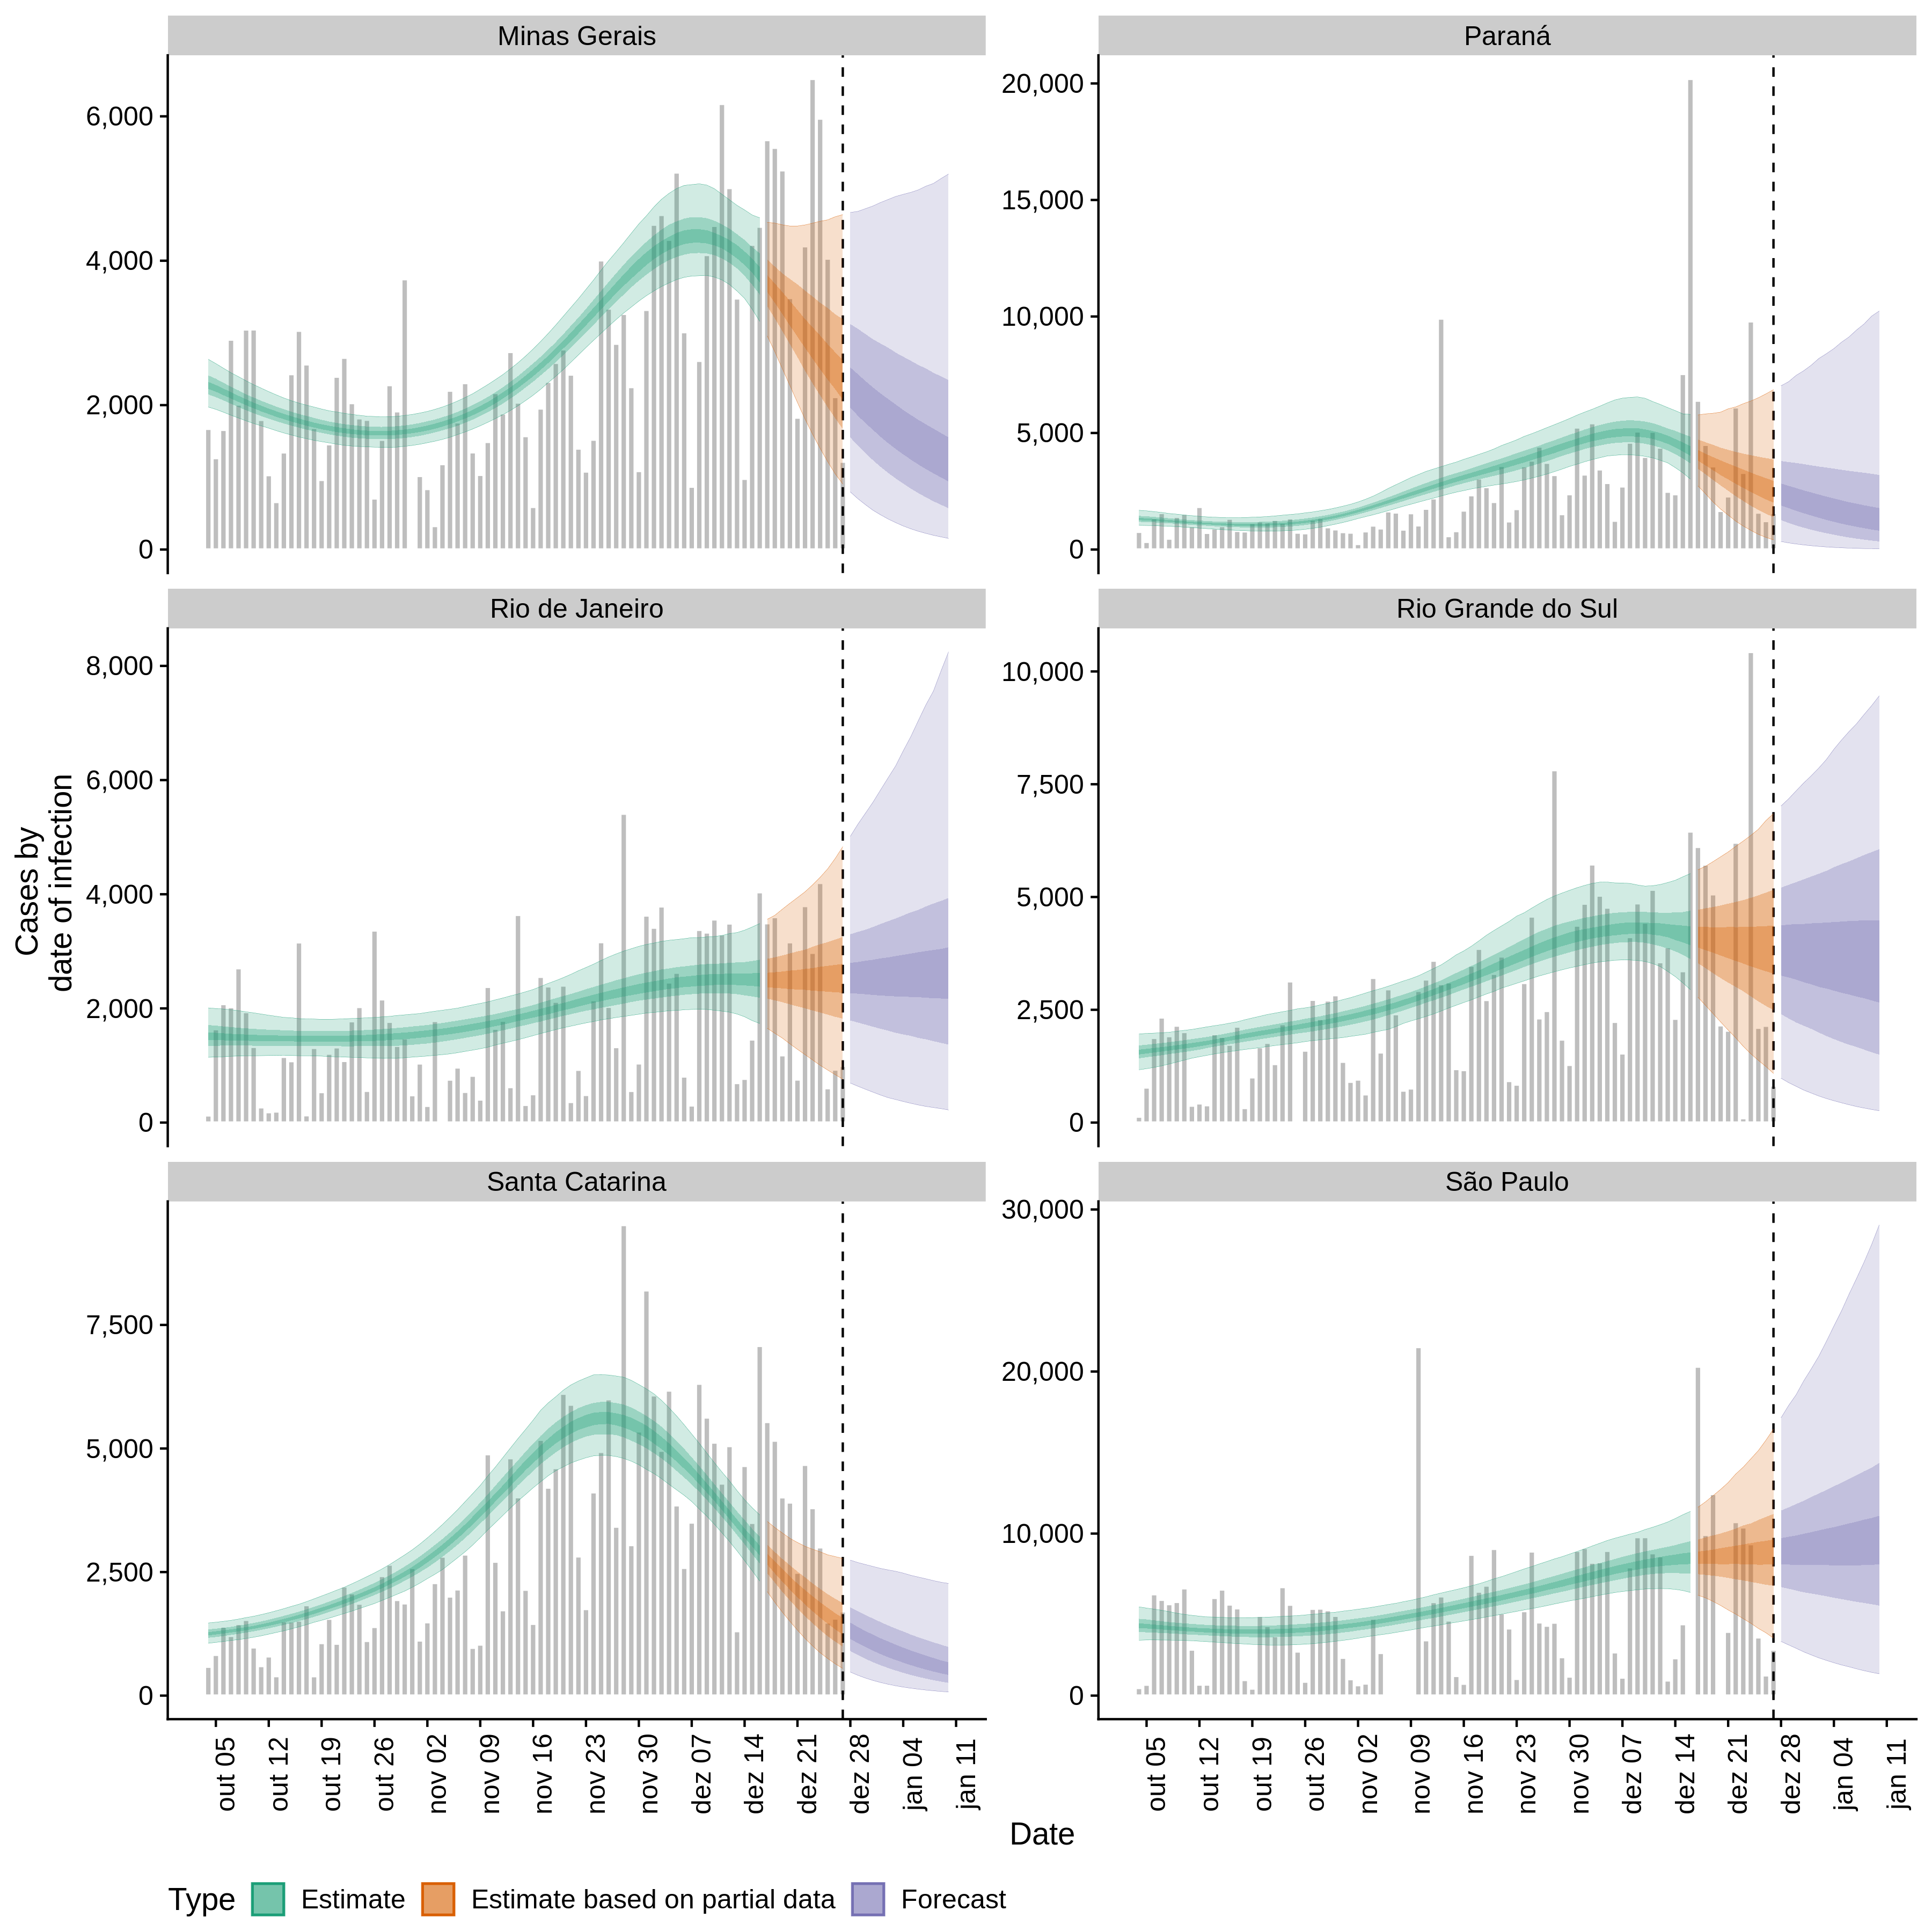 Minas Gerais
Paraná
6,000
4,000
2,000
0
20,000
15,000
10,000
5,000
0
Rio de Janeiro
Rio Grande do Sul
8,000
6,000
4,000
2,000
0
10,000
7,500
5,000
2,500
0
Cases by
date of infection
Santa Catarina
São Paulo
7,500
5,000
2,500
0
30,000
20,000
10,000
0
out 05
out 12
out 19
out 26
nov 02
nov 09
nov 16
nov 23
nov 30
dez 07
dez 14
dez 21
dez 28
jan 04
jan 11
out 05
out 12
out 19
out 26
nov 02
nov 09
nov 16
nov 23
nov 30
dez 07
dez 14
dez 21
dez 28
jan 04
jan 11
Date
Type Estimate Estimate based on partial data Forecast